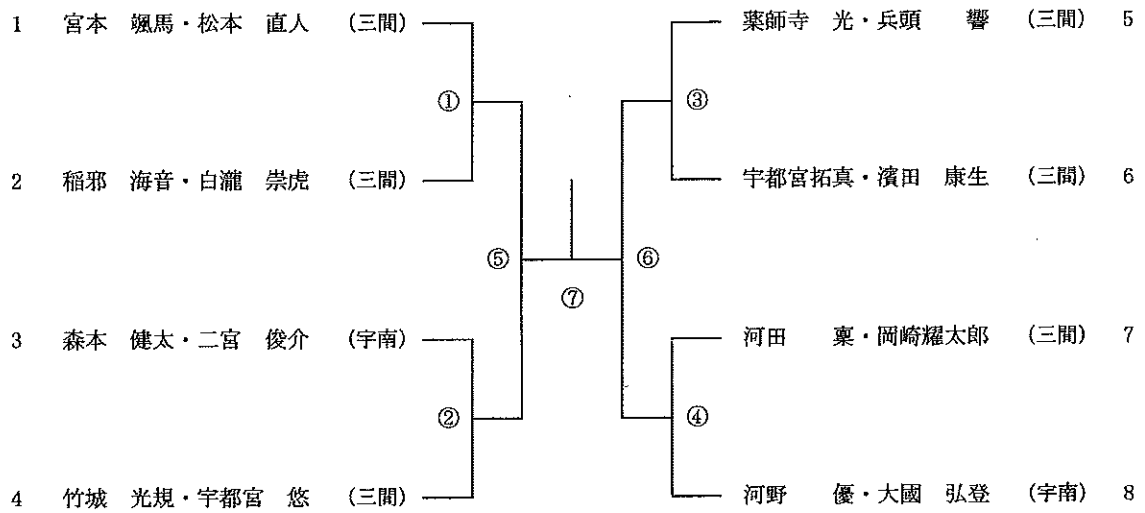 1 宮本 颯馬・松本 直人 (三間)
薬師寺 光・兵頭 響 (三間) 5
①
③
2 稲邪 海音・白瀧 崇虎 (三間)
宇都宮拓真・濱田 康生 (三間) 6
⑤
⑥
⑦
3 森本 健太・二宮 俊介 (宇南)
河田 稟・岡崎耀太郎 (三間) 7
②
④
4 竹城 光規・宇都宮 悠 (三間)
河野 優・大國 弘登 (宇南) 8